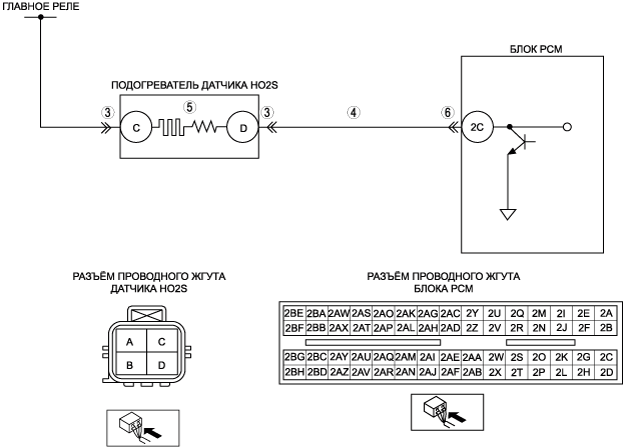 ГЛАВНОЕ РЕЛЕ
БЛОК PCM
ПОДОГРЕВАТЕЛЬ ДАТЧИКА HO2S
3 5 3 4 6
C D 2C
РАЗЪЁМ ПРОВОДНОГО ЖГУТА
ДАТЧИКА HO2S
A C
B D
РАЗЪЁМ ПРОВОДНОГО ЖГУТА
БЛОКА PCM
2BE 2BA 2AW 2AS 2AO 2AK 2AG 2AC 2Y 2U 2Q 2M 2I 2E 2A
2BF 2BB 2AX 2AT 2AP 2AL 2AH 2AD 2Z 2V 2R 2N 2J 2F 2B
2BG 2BC 2AY 2AU 2AQ 2AM 2AI 2AE 2AA 2W 2S 2O 2K 2G 2C
2BH 2BD 2AZ 2AV 2AR 2AN 2AJ 2AF 2AB 2X 2T 2P 2L 2H 2D